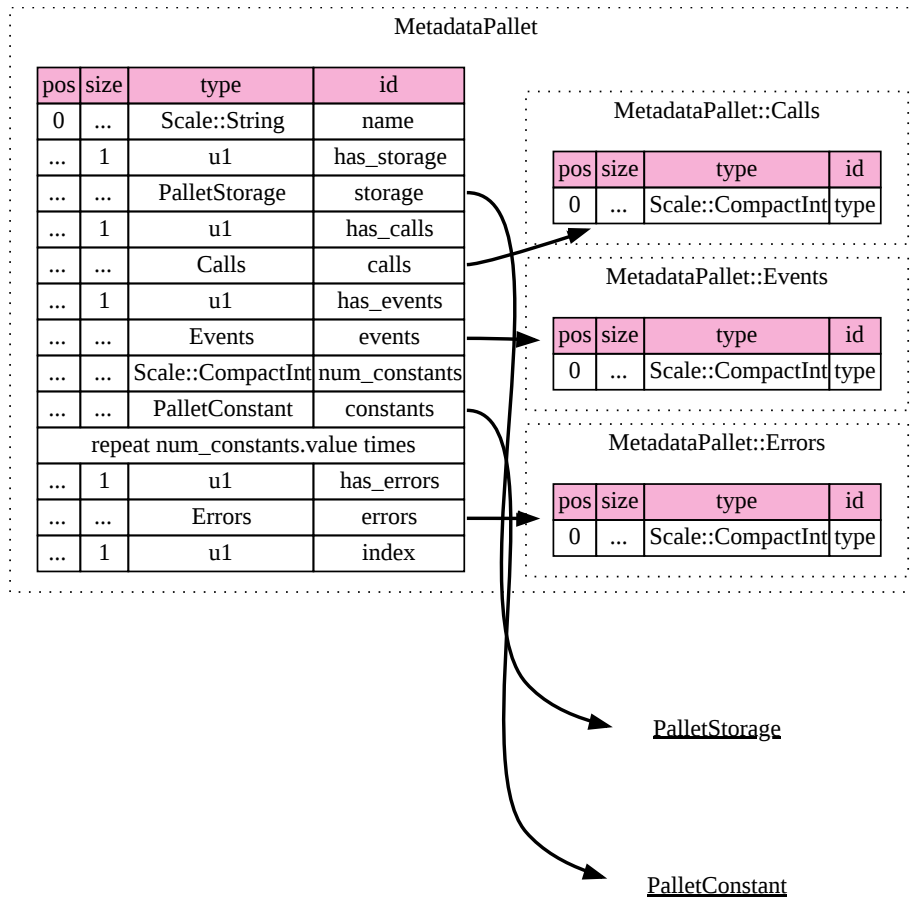 MetadataPallet
pos size type id
0 ... Scale::String name
... 1 u1 has_storage
... ... PalletStorage storage
... 1 u1 has_calls
... ... Calls calls
... 1 u1 has_events
... ... Events events
... ... Scale::CompactInt num_constants
... ... PalletConstant constants
repeat num_constants.value times
... 1 u1 has_errors
... ... Errors errors
... 1 u1 index
MetadataPallet::Calls
pos size type id
0 ... Scale::CompactInt type
MetadataPallet::Events
pos size type id
0 ... Scale::CompactInt type
MetadataPallet::Errors
pos size type id
0 ... Scale::CompactInt type
PalletStorage
PalletConstant